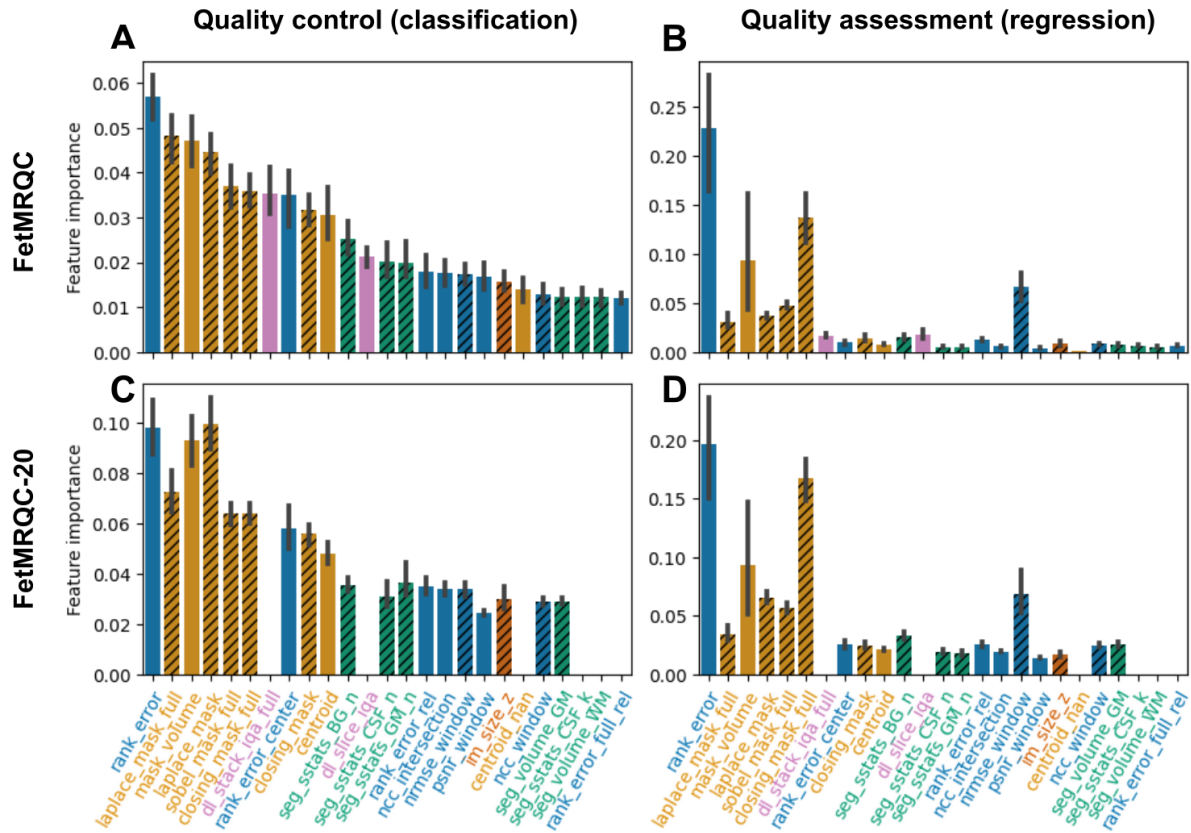 Quality control (classification)
Quality assessment (regression)
A
B
FetMRQC
Feature importance
0.06
0.05
0.04
0.03
0.02
0.01
0.00
0.25
0.20
0.15
0.10
0.05
0.00
C
D
FetMRQC-20
Feature importance
0.10
0.08
0.06
0.04
0.02
0.00
0.20
0.15
0.10
0.05
0.00
rank_error
laplace_mask_full
mask_volume
laplace_mask
sobel_mask_full
closing_mask_full
dl_stack_iqa_full
rank_error_center
closing_mask
centroid
seg_sstats_BG_n
dl_slice_iqa
seg_sstats_CSF_n
seg_sstats_GM_n
rank_error_rel
ncc_intersection
nrmse_window
psnr_window
im_size_z
centroid_nan
ncc_window
seg_volume_GM
seg_sstats_CSF_k
seg_volume_WM
rank_error_full_rel
rank_error
laplace_mask_full
mask_volume
laplace_mask
sobel_mask_full
closing_mask_full
dl_stack_iqa_full
rank_error_center
closing_mask
centroid
seg_sstats_BG_n
dl_slice_iqa
seg_sstats_CSF_n
seg_sstats_GM_n
rank_error_rel
ncc_intersection
nrmse_window
psnr_window
im_size_z
centroid_nan
ncc_window
seg_volume_GM
seg_sstats_CSF_k
seg_volume_WM
rank_error_full_rel